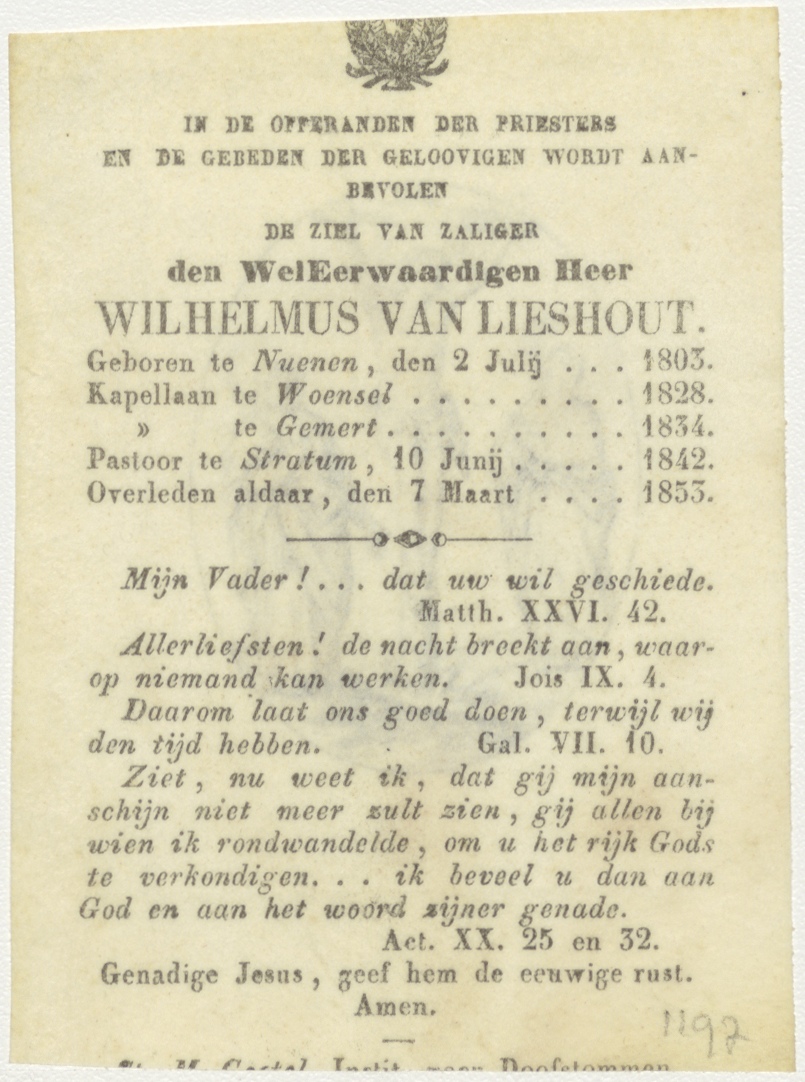 IN DE OFFERANDEN DER PRIESTERS
EN DE GEBEDEN DER GELOOVIGEN WORDT AAN-
BEVOLEN
DE ZIEL VAN ZALIGER
den WelEerwaardigen Heer
WILHELMUS VAN LIESHOUT.
Geboren te Nuenen, den 2 Julij . . . 1803.
Kapellaan te Woensel . . . . . . . . . 1828.
» te Gemert . . . . . . . . . . 1834.
Pastoor te Stratum, 10 Junij . . . . . 1842.
Overleden aldaar, den 7 Maart . . . . 1853.
Mijn Vader! . . . dat uw wil geschiede.
Matth. XXVI. 42.
Allerliefsten! de nacht breekt aan, waar-
op niemand kan werken. Jois IX. 4.
Daarom laat ons goed doen, terwijl wij
den tijd hebben. Gal. VII. 10.
Ziet, nu weet ik, dat gij mijn aan-
schijn niet meer zult zien, gij allen bij
wien ik rondwandelde, om u het rijk Gods
te verkondigen. . . ik beveel u dan aan
God en aan het woord zijner genade.
Act. XX. 25 en 32.
Genadige Jesus, geef hem de eeuwige rust.
Amen.
1197
St. M. Gestel, Instit. voor Doofstommen